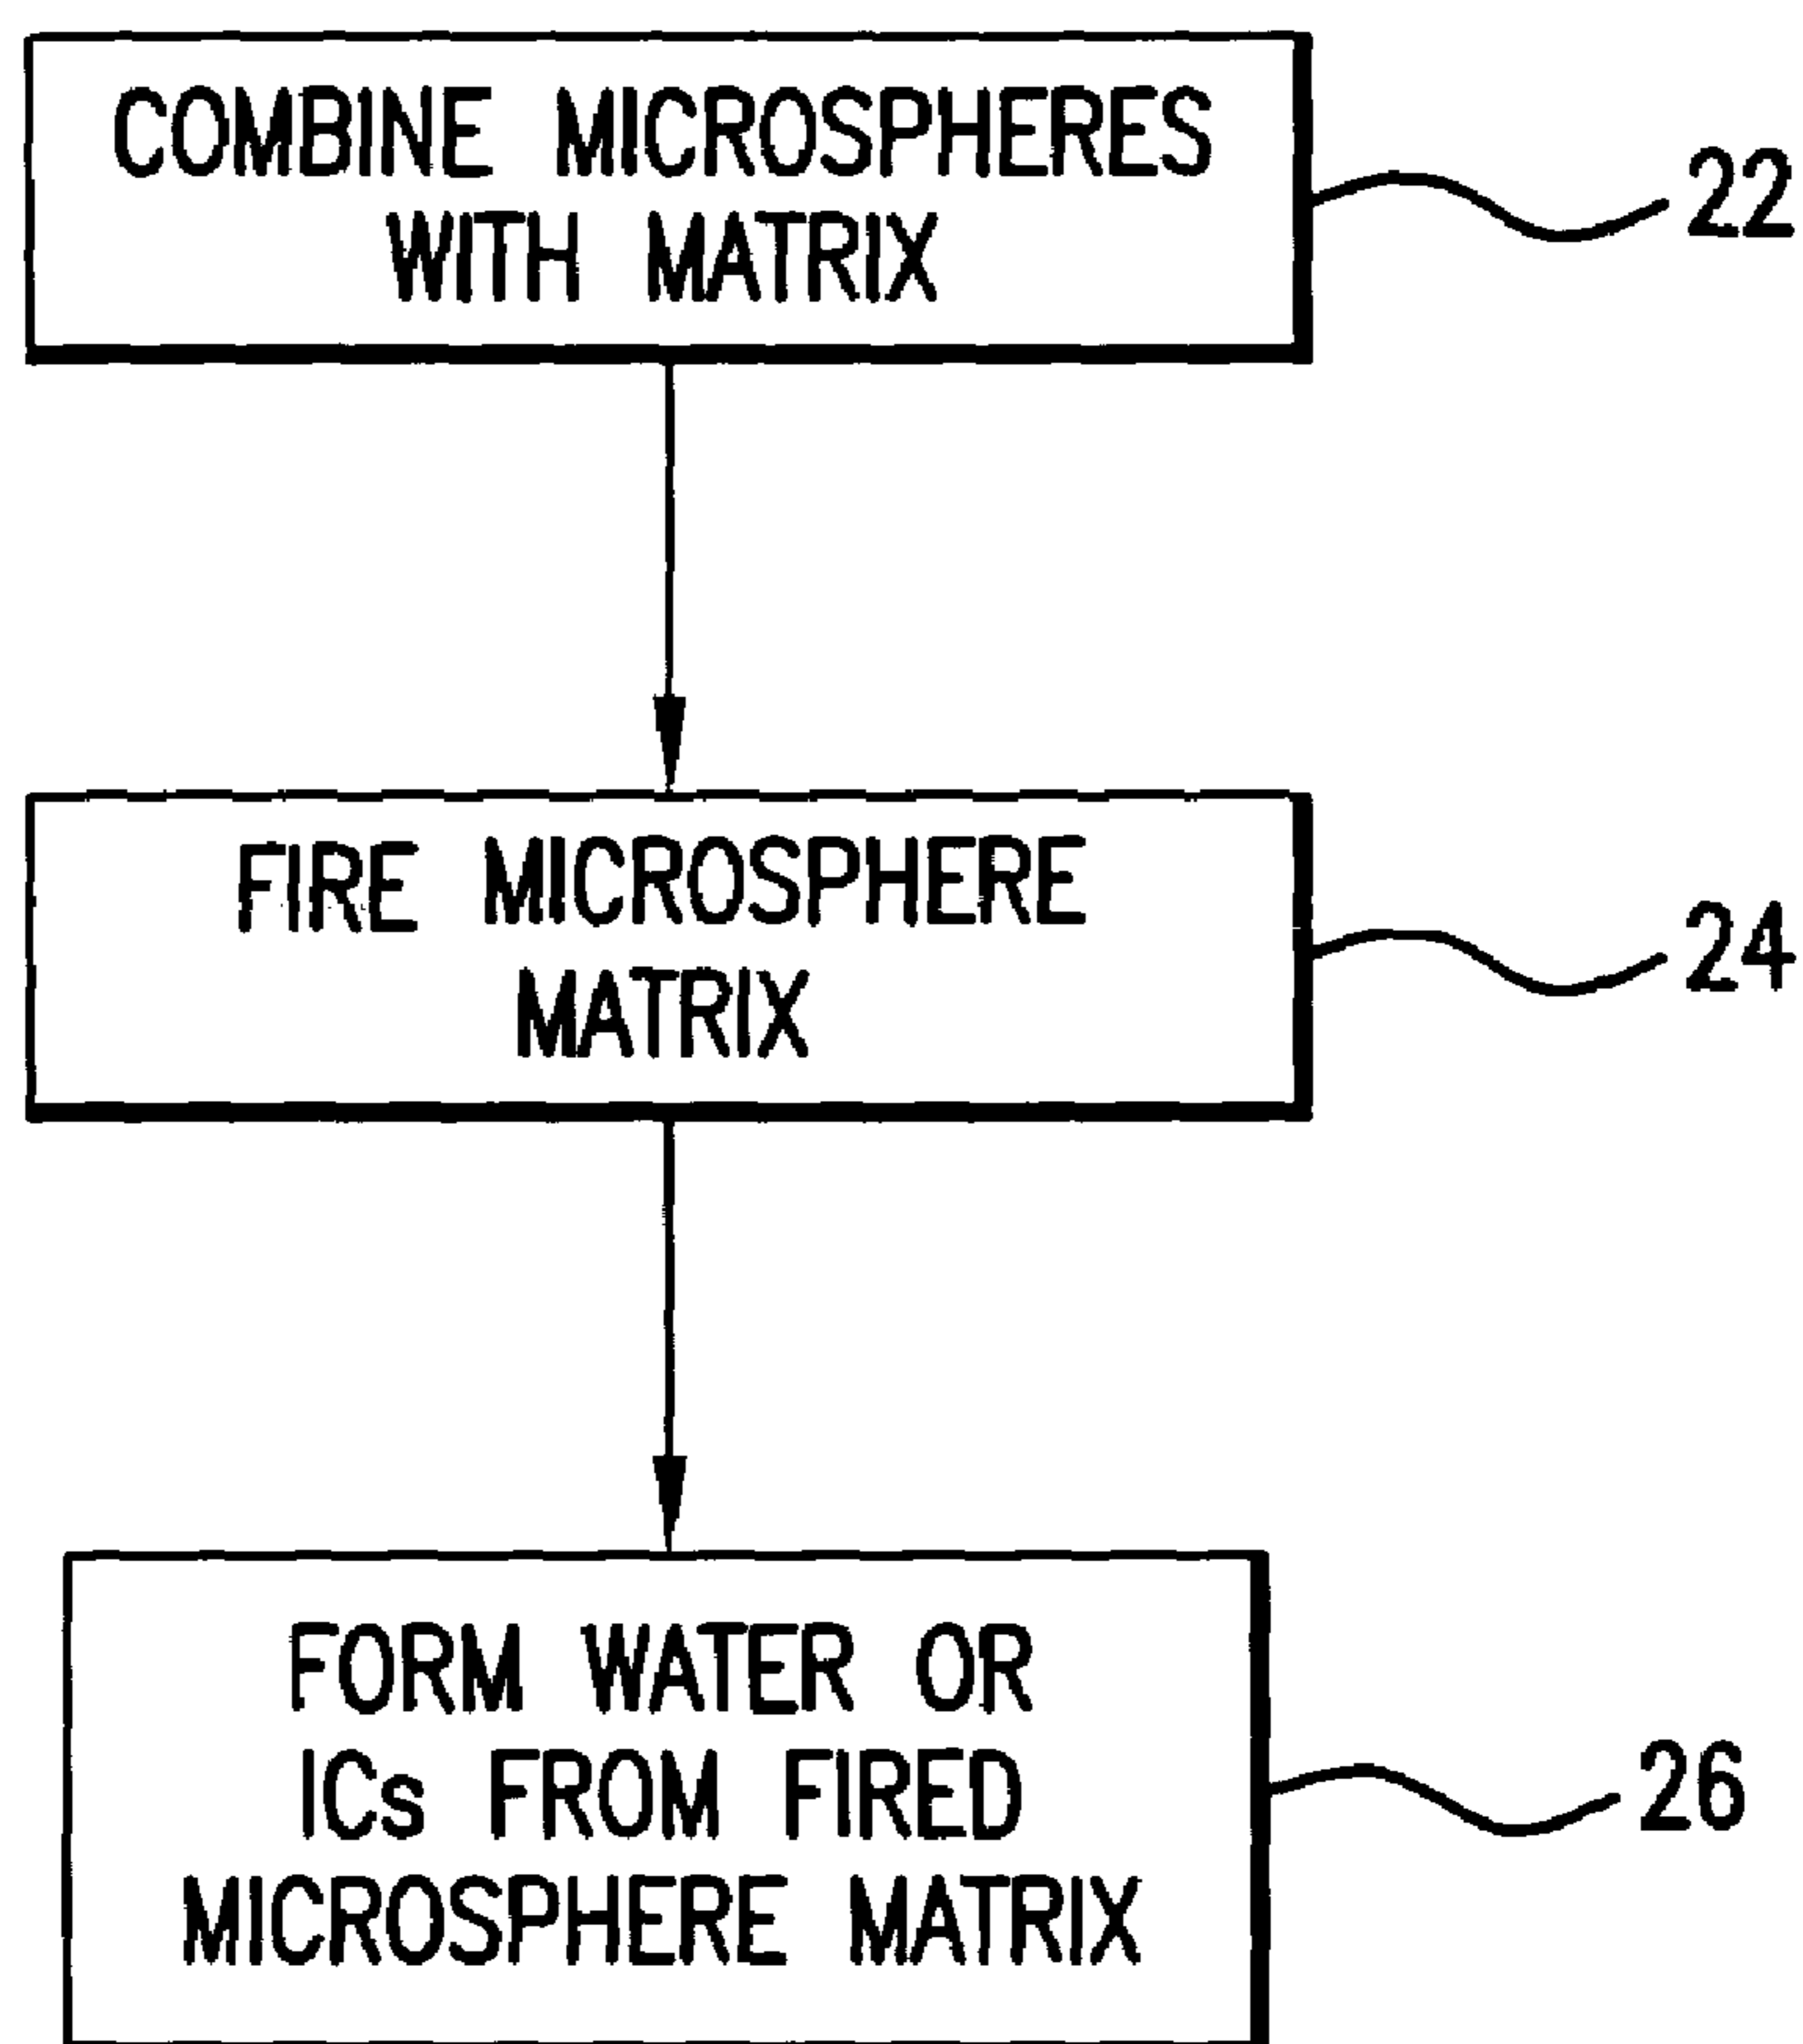 COMBINE MICROSPHERES
WITH MATRIX
22
FIRE MICROSPHERE
MATRIX
24
FORM WATER OR
ICs FROM FIRED
MICROSPHERE MATRIX
26